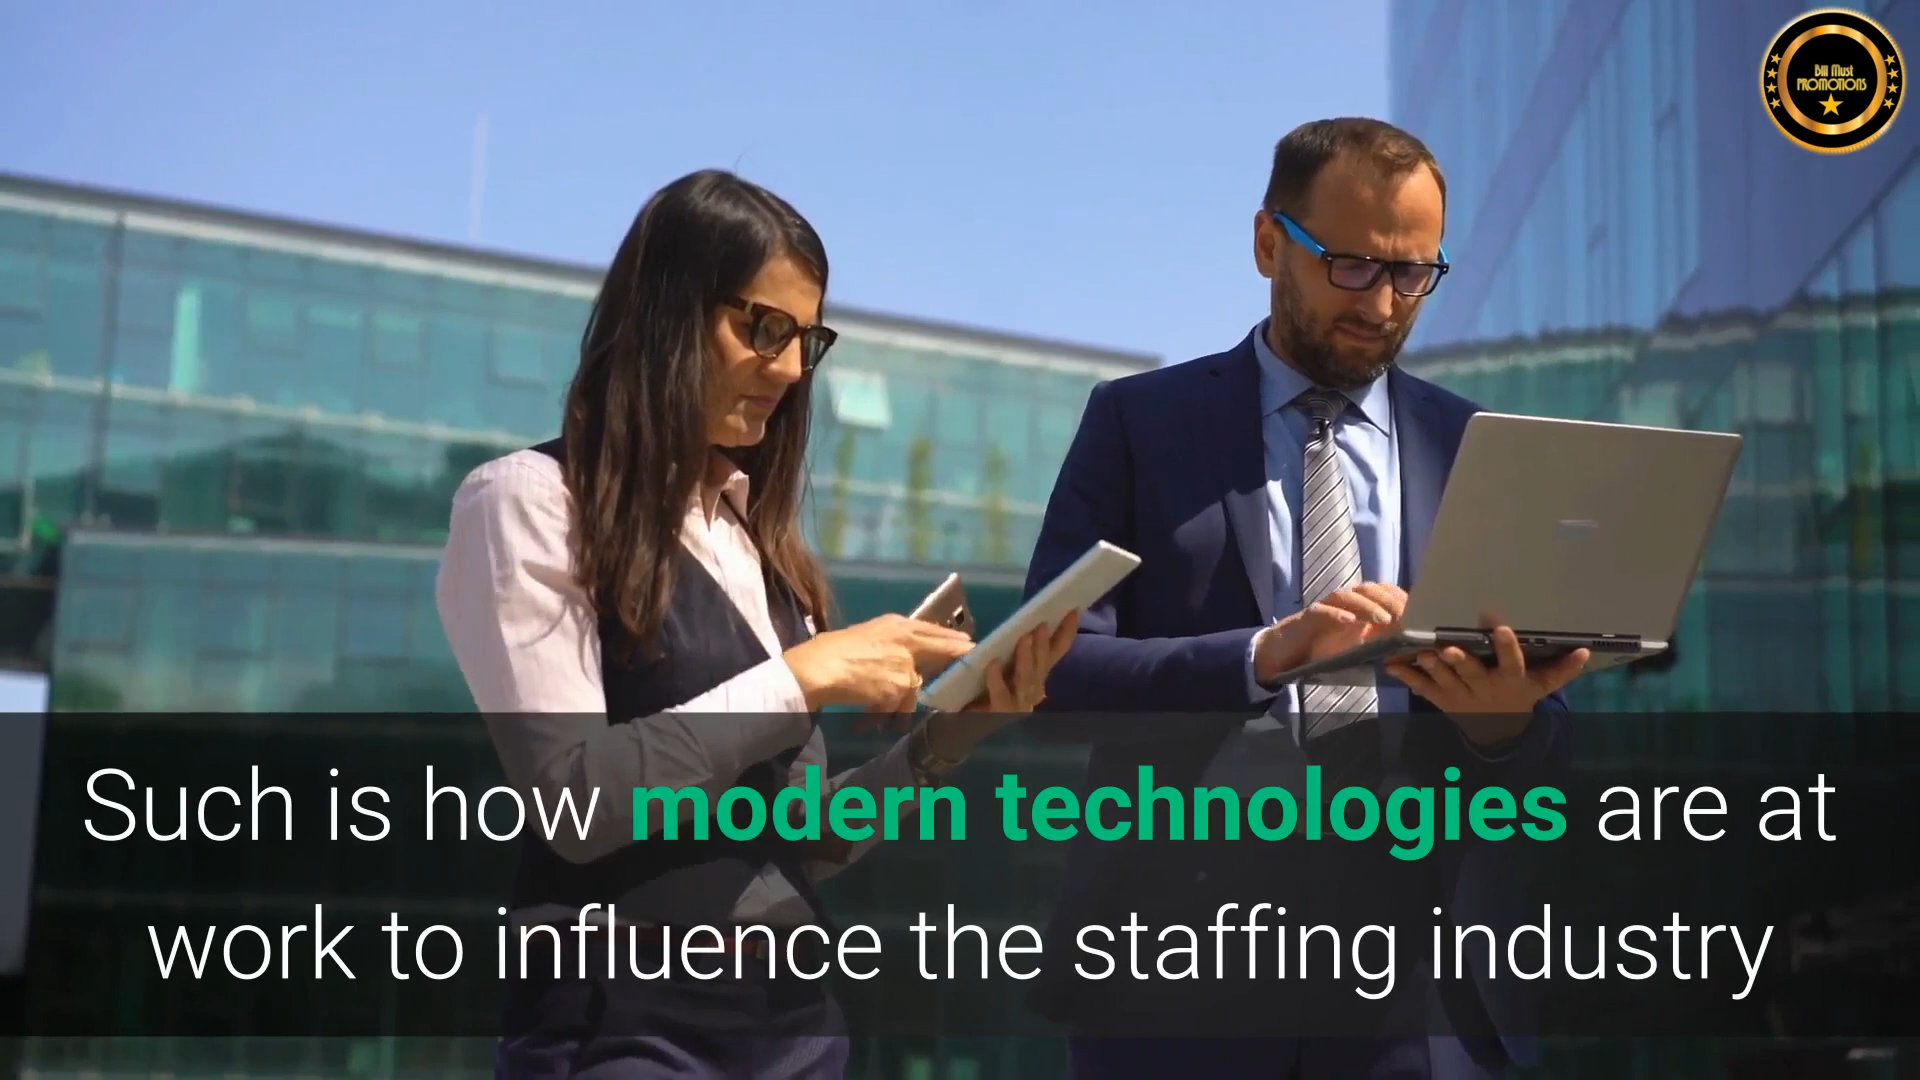 Bill Must
PROMOTIONS
Such is how modern technologies are at
work to influence the staffing industry